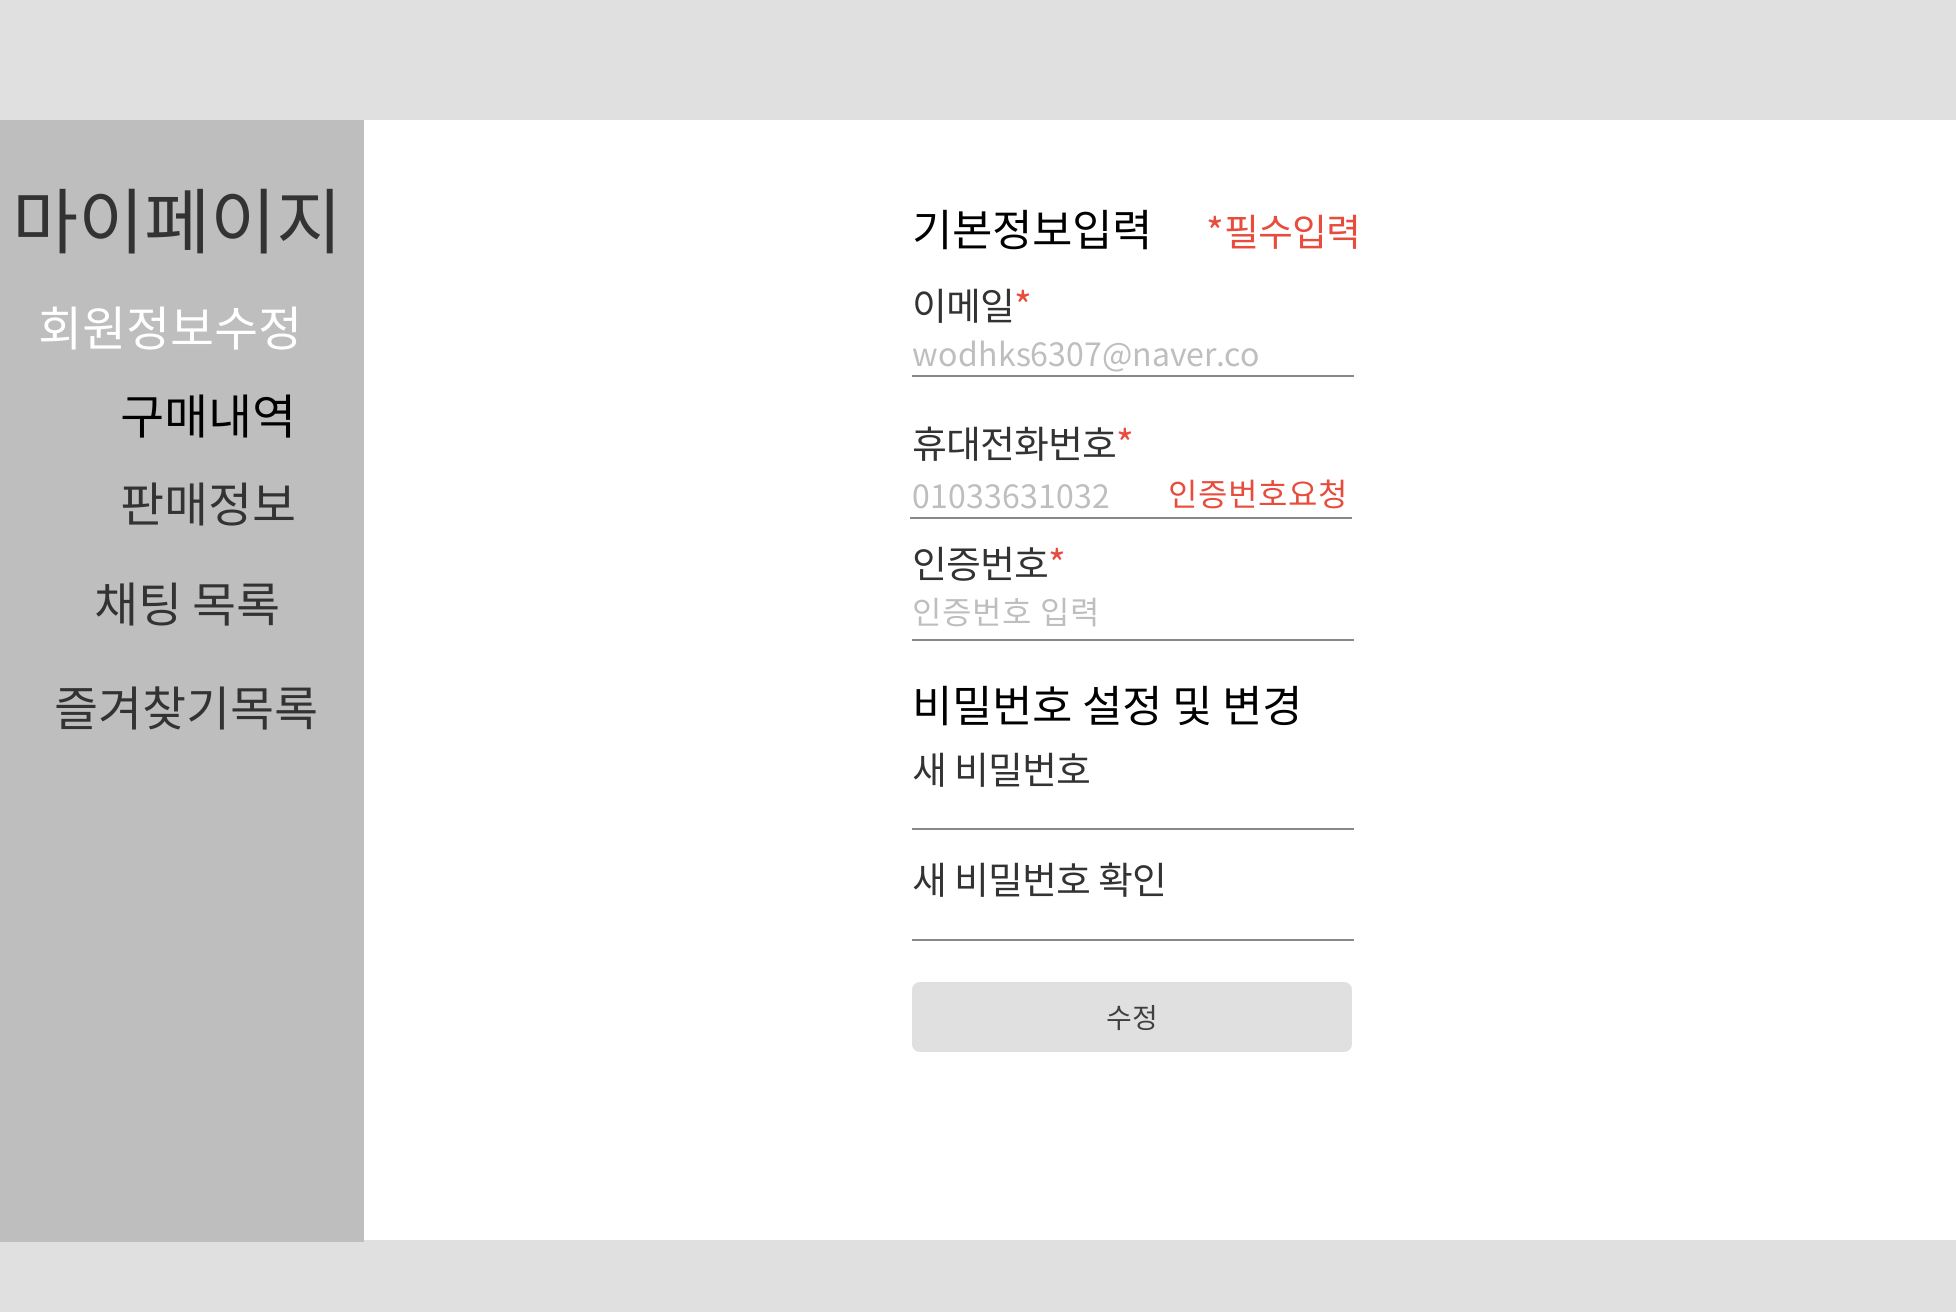 마이페이지
회원정보수정
구매내역
판매정보
채팅 목록
즐겨찾기목록
기본정보입력 *필수입력
이메일*
wodhks6307@naver.co
휴대전화번호*
01033631032 인증번호요청
인증번호*
인증번호 입력
비밀번호 설정 및 변경
새 비밀번호
새 비밀번호 확인
수정